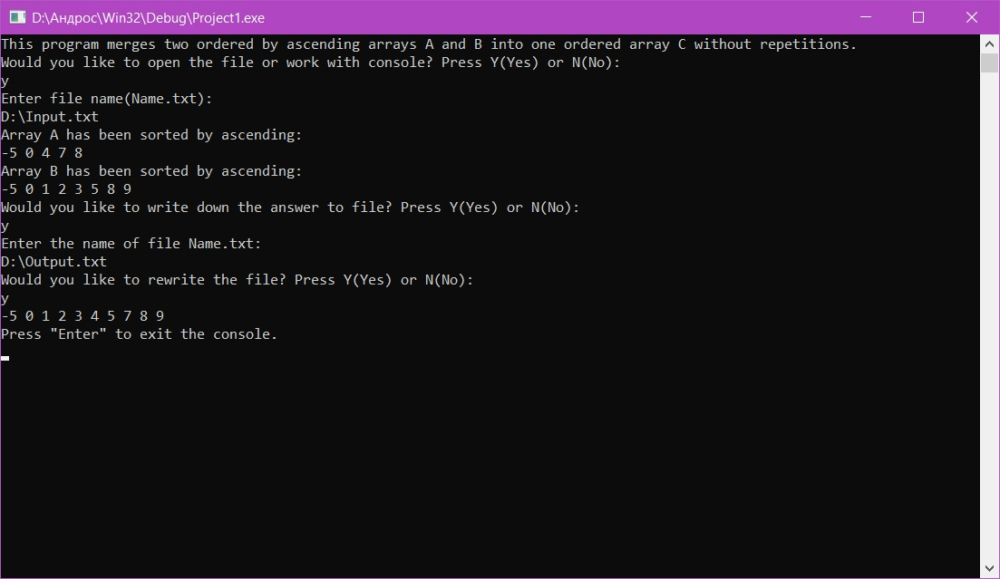 D:\Андрос\Win32\Debug\Project1.exe
This program merges two ordered by ascending arrays A and B into one ordered array C without repetitions.
Would you like to open the file or work with console? Press Y(Yes) or N(No):
y
Enter file name(Name.txt):
D:\Input.txt
Array A has been sorted by ascending:
-5 0 4 7 8
Array B has been sorted by ascending:
-5 0 1 2 3 5 8 9
Would you like to write down the answer to file? Press Y(Yes) or N(No):
y
Enter the name of file Name.txt:
D:\Output.txt
Would you like to rewrite the file? Press Y(Yes) or N(No):
y
-5 0 1 2 3 4 5 7 8 9
Press "Enter" to exit the console.